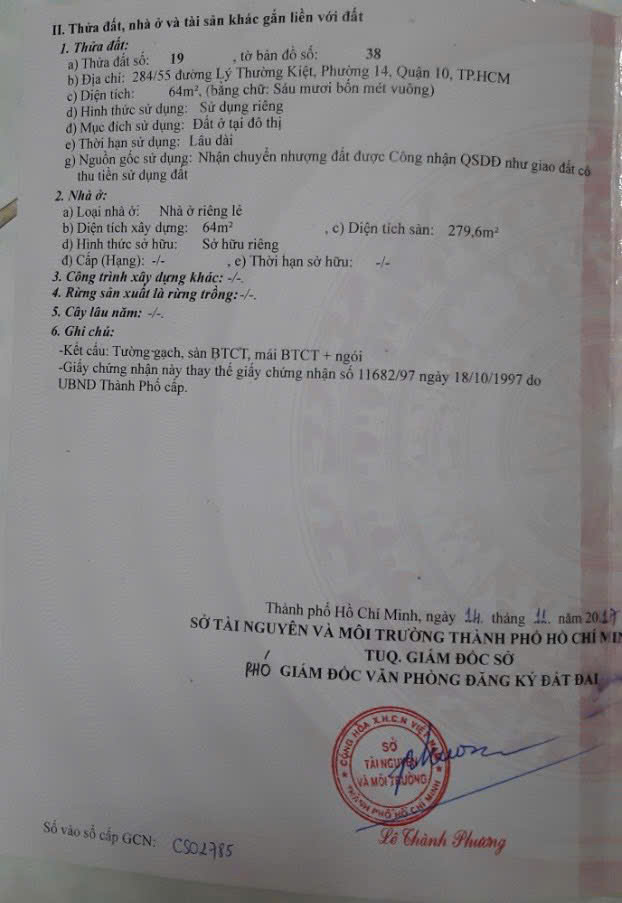 II. Thửa đất, nhà ở và tài sản khác gắn liền với đất
1. Thửa đất:
a) Thửa đất số: 19 , tờ bản đồ số: 38
b) Địa chỉ: 284/55 đường Lý Thường Kiệt, Phường 14, Quận 10, TP.HCM
c) Diện tích: 64m², (bằng chữ: Sáu mươi bốn mét vuông)
d) Hình thức sử dụng: Sử dụng riêng
đ) Mục đích sử dụng: Đất ở tại đô thị
e) Thời hạn sử dụng: Lâu dài
g) Nguồn gốc sử dụng: Nhận chuyển nhượng đất được Công nhận QSDĐ như giao đất có
thu tiền sử dụng đất
2. Nhà ở:
a) Loại nhà ở: Nhà ở riêng lẻ
b) Diện tích xây dựng: 64m² , c) Diện tích sàn: 279,6m²
d) Hình thức sở hữu: Sở hữu riêng
đ) Cấp (Hạng): -/- , e) Thời hạn sở hữu: -/-
3. Công trình xây dựng khác: -/-.
4. Rừng sản xuất là rừng trồng: -/-.
5. Cây lâu năm: -/-.
6. Ghi chú:
-Kết cấu: Tường gạch, sàn BTCT, mái BTCT + ngói
-Giấy chứng nhận này thay thế giấy chứng nhận số 11682/97 ngày 18/10/1997 do
UBND Thành Phố cấp.
Thành phố Hồ Chí Minh, ngày 14. tháng 11. năm 2017
SỞ TÀI NGUYÊN VÀ MÔI TRƯỜNG THÀNH PHỐ HỒ CHÍ MIN
TUQ. GIÁM ĐỐC SỞ
PHÓ GIÁM ĐỐC VĂN PHÒNG ĐĂNG KÝ ĐẤT ĐAI
CỘNG HÒA X.H.C.N VIỆT NAM
SỞ
TÀI NGUYÊN
VÀ MÔI TRƯỜNG
THÀNH PHỐ HỒ CHÍ MINH
Lê Thành Phương
Số vào sổ cấp GCN: CS02785